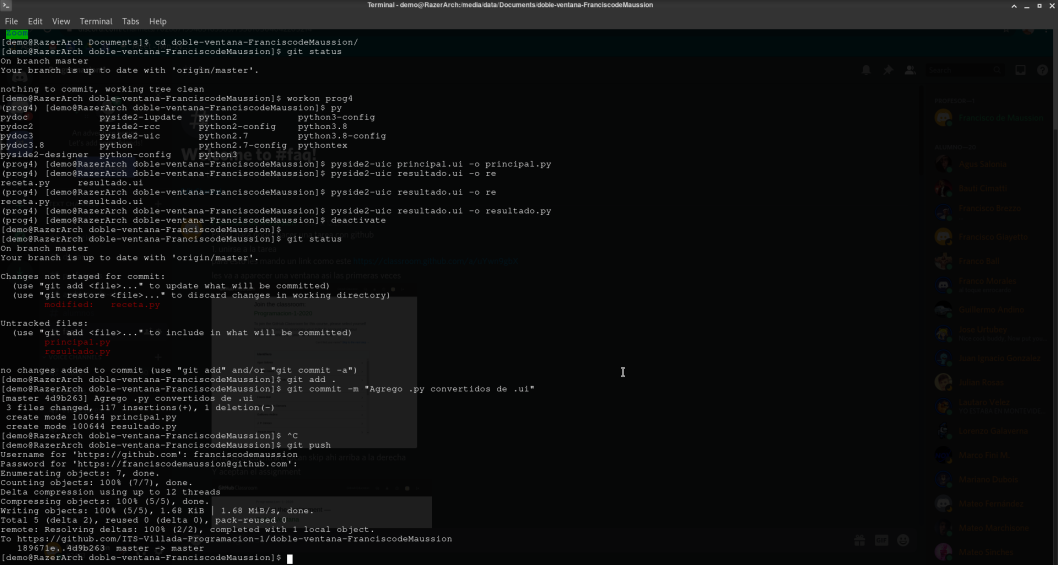 Terminal - demo@RazerArch:/media/data/Documents/doble-ventana-FranciscodeMaussion
File Edit View Terminal Tabs Help
[demo@RazerArch Documents]$ cd doble-ventana-FranciscodeMaussion/
[demo@RazerArch doble-ventana-FranciscodeMaussion]$ git status
On branch master
Your branch is up to date with 'origin/master'.
nothing to commit, working tree clean
[demo@RazerArch doble-ventana-FranciscodeMaussion]$ workon prog4
(prog4) [demo@RazerArch doble-ventana-FranciscodeMaussion]$ py
pydoc pyside2-lupdate python2 python3-config
pydoc2 pyside2-rcc python2-config python3.8
pydoc3 pyside2-uic python2.7 python3.8-config
pydoc3.8 python python2.7-config pythontex
pyside2-designer python-config python3
(prog4) [demo@RazerArch doble-ventana-FranciscodeMaussion]$ pyside2-uic principal.ui -o principal.py
(prog4) [demo@RazerArch doble-ventana-FranciscodeMaussion]$ pyside2-uic resultado.ui -o re
receta.py resultado.ui
(prog4) [demo@RazerArch doble-ventana-FranciscodeMaussion]$ pyside2-uic resultado.ui -o re
receta.py resultado.ui
(prog4) [demo@RazerArch doble-ventana-FranciscodeMaussion]$ pyside2-uic resultado.ui -o resultado.py
(prog4) [demo@RazerArch doble-ventana-FranciscodeMaussion]$ deactivate
[demo@RazerArch doble-ventana-FranciscodeMaussion]$
[demo@RazerArch doble-ventana-FranciscodeMaussion]$ git status
On branch master
Your branch is up to date with 'origin/master'.
Changes not staged for commit:
(use "git add <file>..." to update what will be committed)
(use "git restore <file>..." to discard changes in working directory)
modified: receta.py
Untracked files:
(use "git add <file>..." to include in what will be committed)
principal.py
resultado.py
no changes added to commit (use "git add" and/or "git commit -a")
[demo@RazerArch doble-ventana-FranciscodeMaussion]$ git add .
[demo@RazerArch doble-ventana-FranciscodeMaussion]$ git commit -m "Agrego .py convertidos de .ui"
[master 4d9b263] Agrego .py convertidos de .ui
3 files changed, 117 insertions(+), 1 deletion(-)
create mode 100644 principal.py
create mode 100644 resultado.py
[demo@RazerArch doble-ventana-FranciscodeMaussion]$ ^C
[demo@RazerArch doble-ventana-FranciscodeMaussion]$ git push
Username for 'https://github.com': franciscodemaussion
Password for 'https://franciscodemaussion@github.com':
Enumerating objects: 7, done.
Counting objects: 100% (7/7), done.
Delta compression using up to 12 threads
Compressing objects: 100% (5/5), done.
Writing objects: 100% (5/5), 1.68 KiB | 1.68 MiB/s, done.
Total 5 (delta 2), reused 0 (delta 0), pack-reused 0
remote: Resolving deltas: 100% (2/2), completed with 1 local object.
To https://github.com/ITS-Villada-Programacion-1/doble-ventana-FranciscodeMaussion
189671e..4d9b263 master -> master
[demo@RazerArch doble-ventana-FranciscodeMaussion]$